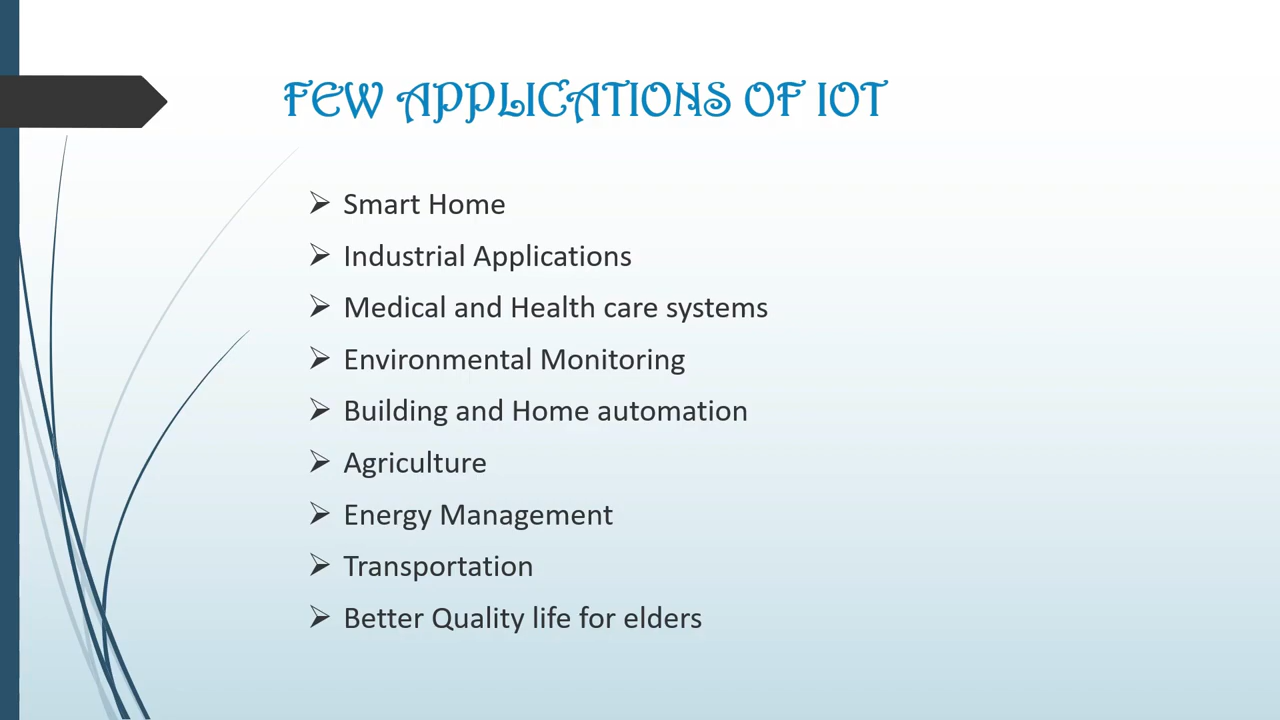 FEW APPLICATIONS OF IOT
Smart Home
Industrial Applications
Medical and Health care systems
Environmental Monitoring
Building and Home automation
Agriculture
Energy Management
Transportation
Better Quality life for elders